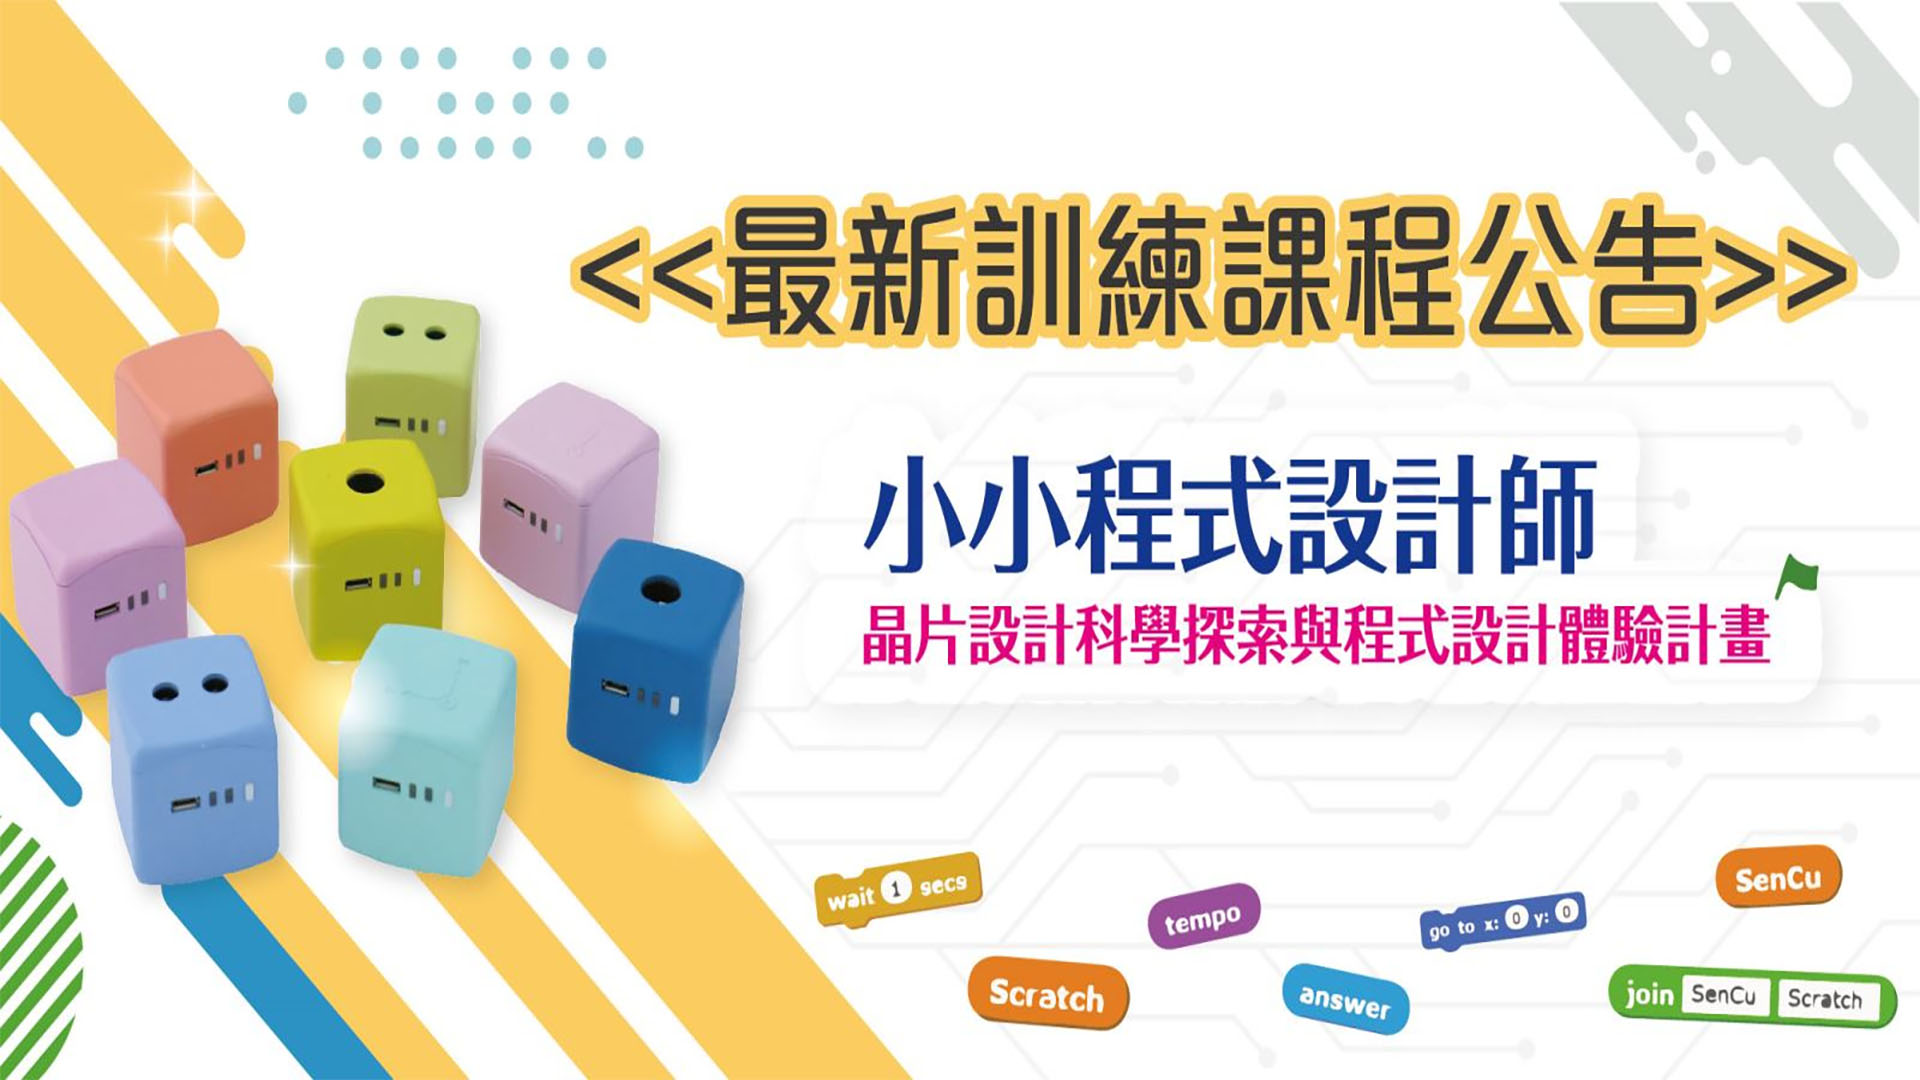 <<最新訓練課程公告>>
小小程式設計師
晶片設計科學探索與程式設計體驗計畫
wait 1 secs
tempo
go to x: 0 y: 0
SenCu
Scratch
answer
join SenCu Scratch